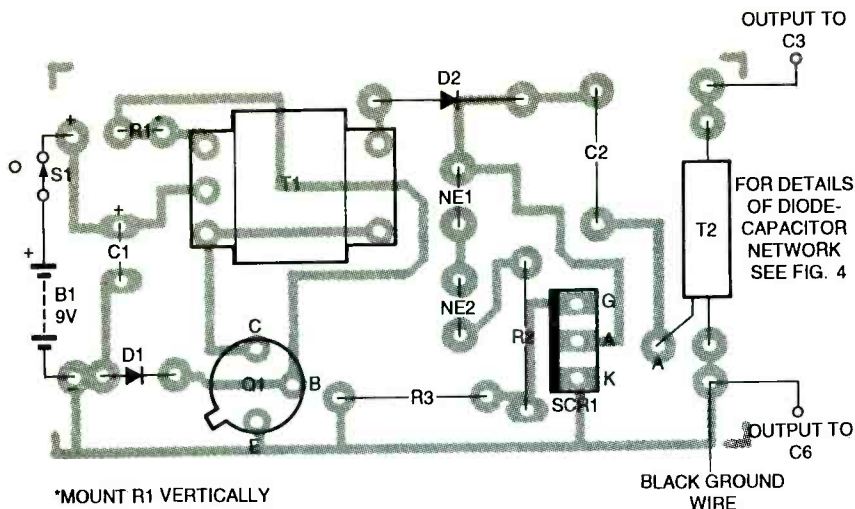 OUTPUT TO
C3
D2
+
R1*
S1
T1
C2
NE1
FOR DETAILS
OF DIODE-
CAPACITOR
NETWORK
SEE FIG. 4
T2
+
C1
+
B1
9V
NE2
R2
G
A
K
A
C
D1
Q1
B
E
R3
SCR1
-
OUTPUT TO
C6
*MOUNT R1 VERTICALLY
BLACK GROUND
WIRE